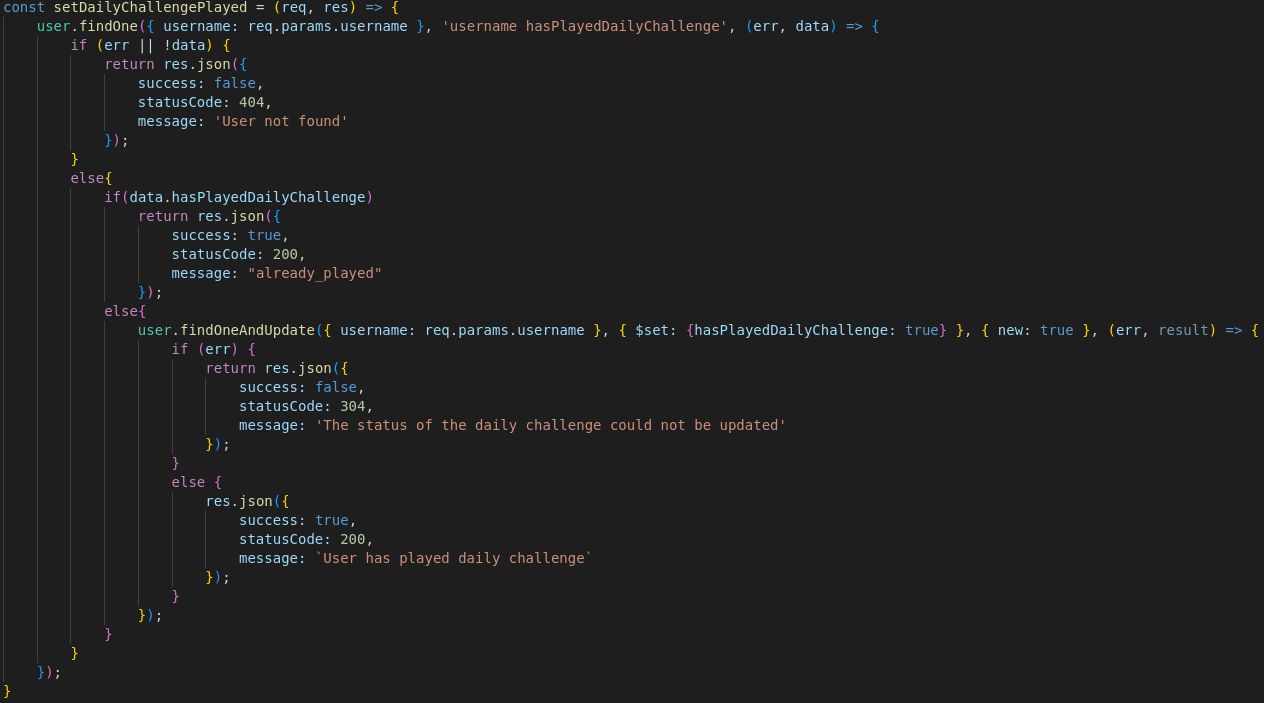 const setDailyChallengePlayed = (req, res) => {
    user.findOne({ username: req.params.username }, 'username hasPlayedDailyChallenge', (err, data) => {
        if (err || !data) {
            return res.json({
                success: false,
                statusCode: 404,
                message: 'User not found'
            });
        }
        else{
            if(data.hasPlayedDailyChallenge)
                return res.json({
                    success: true,
                    statusCode: 200,
                    message: "already_played"
                });
            else{
                user.findOneAndUpdate({ username: req.params.username }, { $set: {hasPlayedDailyChallenge: true} }, { new: true }, (err, result) => {
                    if (err) {
                        return res.json({
                            success: false,
                            statusCode: 304,
                            message: 'The status of the daily challenge could not be updated'
                        });
                    }
                    else {
                        res.json({
                            success: true,
                            statusCode: 200,
                            message: `User has played daily challenge`
                        });
                    }
                });
            }
        }
    });
}